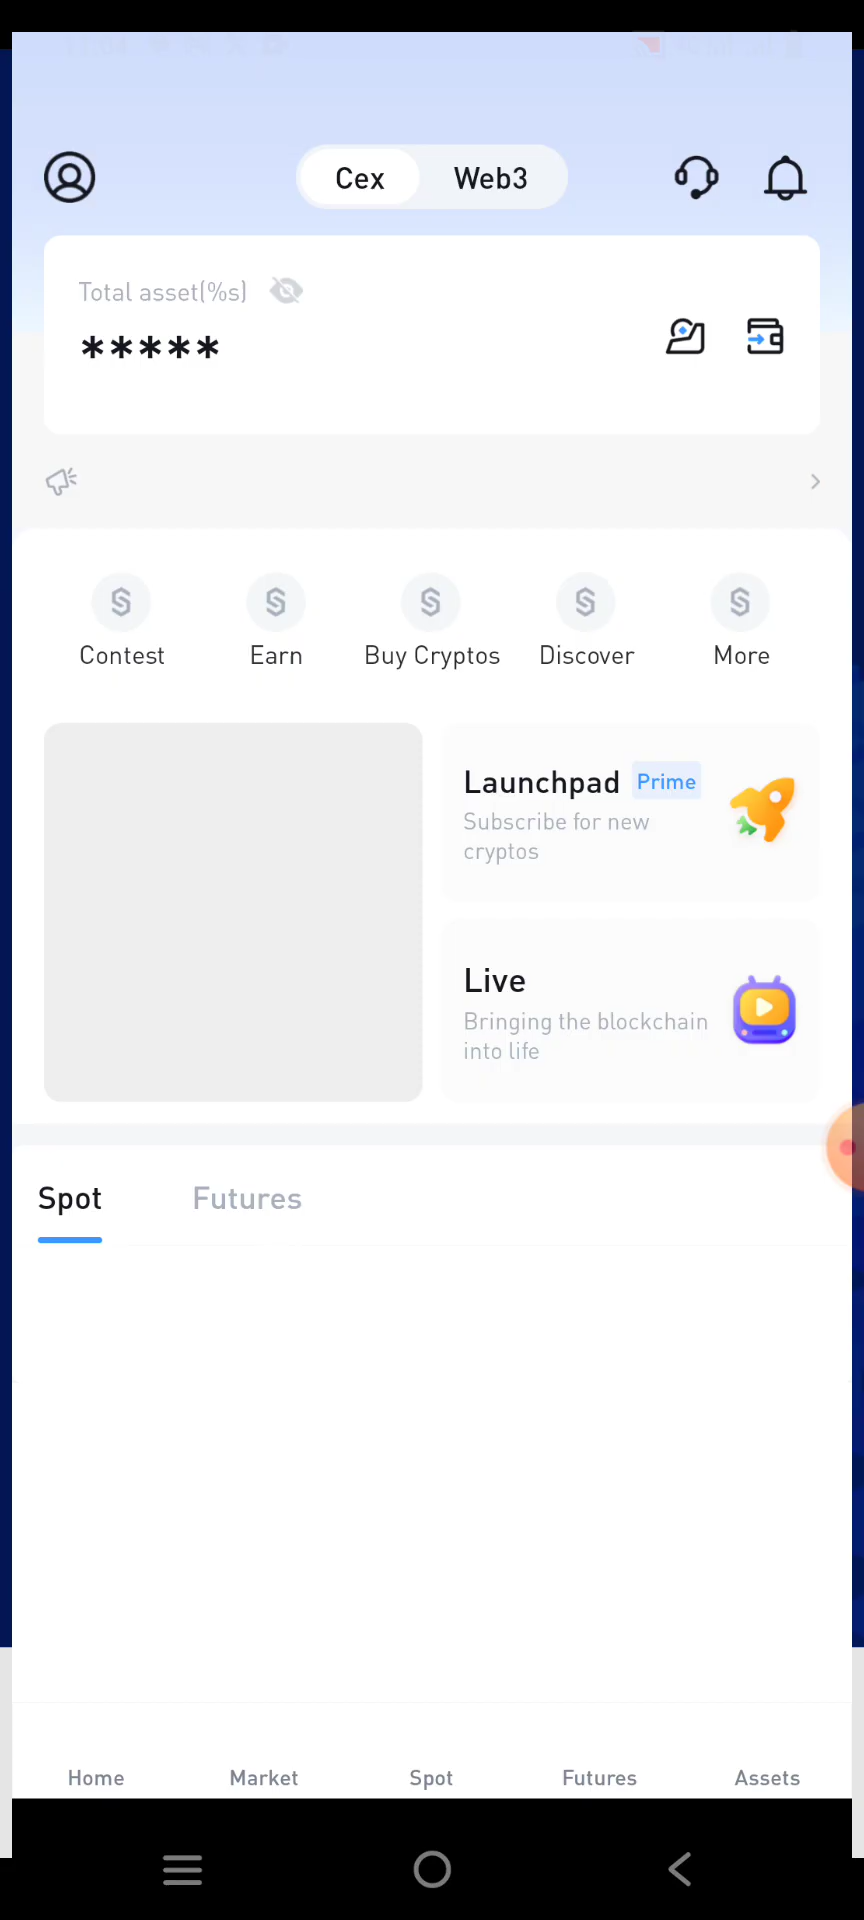 Cex Web3
Total asset(%s)
*****
Contest Earn Buy Cryptos Discover More
Launchpad Prime
Subscribe for new
cryptos
Live
Bringing the blockchain
into life
Spot Futures
Home Market Spot Futures Assets